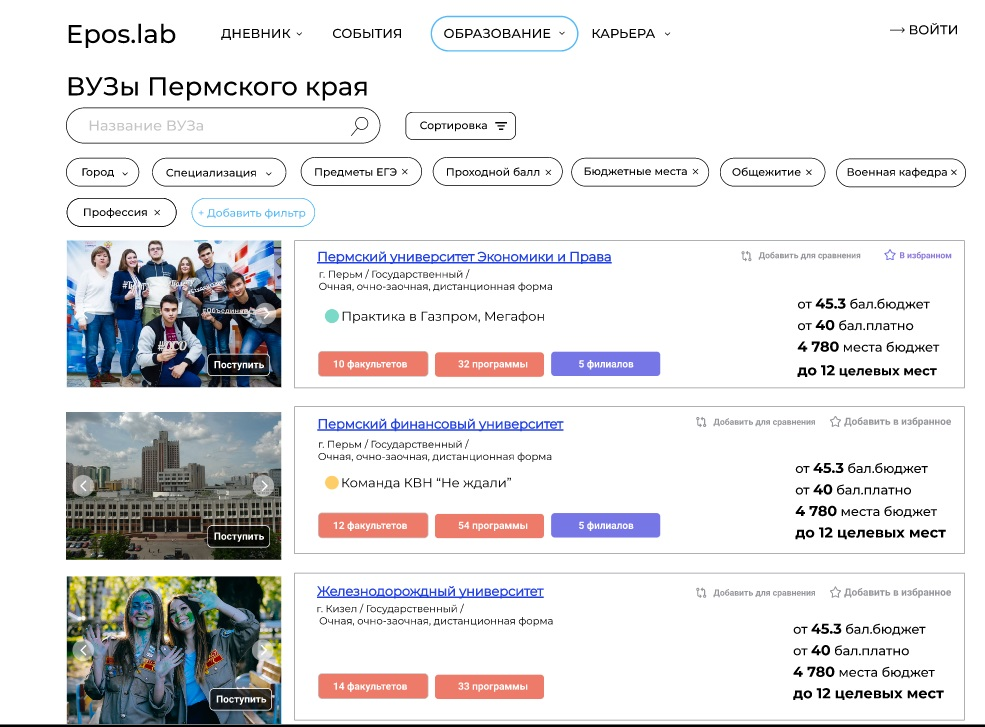 Epos.lab ДНЕВНИК СОБЫТИЯ ОБРАЗОВАНИЕ КАРЬЕРА → ВОЙТИ
ВУЗы Пермского края
Название ВУЗа Сортировка
Город Специализация Предметы ЕГЭ × Проходной балл × Бюджетные места × Общежитие × Военная кафедра ×
Профессия × + Добавить фильтр
Пермский университет Экономики и Права Добавить для сравнения В избранном
г. Перьм / Государственный /
Очная, очно-заочная, дистанционная форма
Практика в Газпром, Мегафон
от 45.3 бал.бюджет
от 40 бал.платно
4 780 места бюджет
до 12 целевых мест
Поступить 10 факультетов 32 программы 5 филиалов
Пермский финансовый университет Добавить для сравнения Добавить в избранное
г. Перьм / Государственный /
Очная, очно-заочная, дистанционная форма
Команда КВН “Не ждали”
от 45.3 бал.бюджет
от 40 бал.платно
4 780 места бюджет
до 12 целевых мест
Поступить 12 факультетов 54 программы 5 филиалов
Железнодорождный университет Добавить для сравнения Добавить в избранное
г. Кизел / Государственный /
Очная, очно-заочная, дистанционная форма
от 45.3 бал.бюджет
от 40 бал.платно
4 780 места бюджет
до 12 целевых мест
Поступить 14 факультетов 33 программы